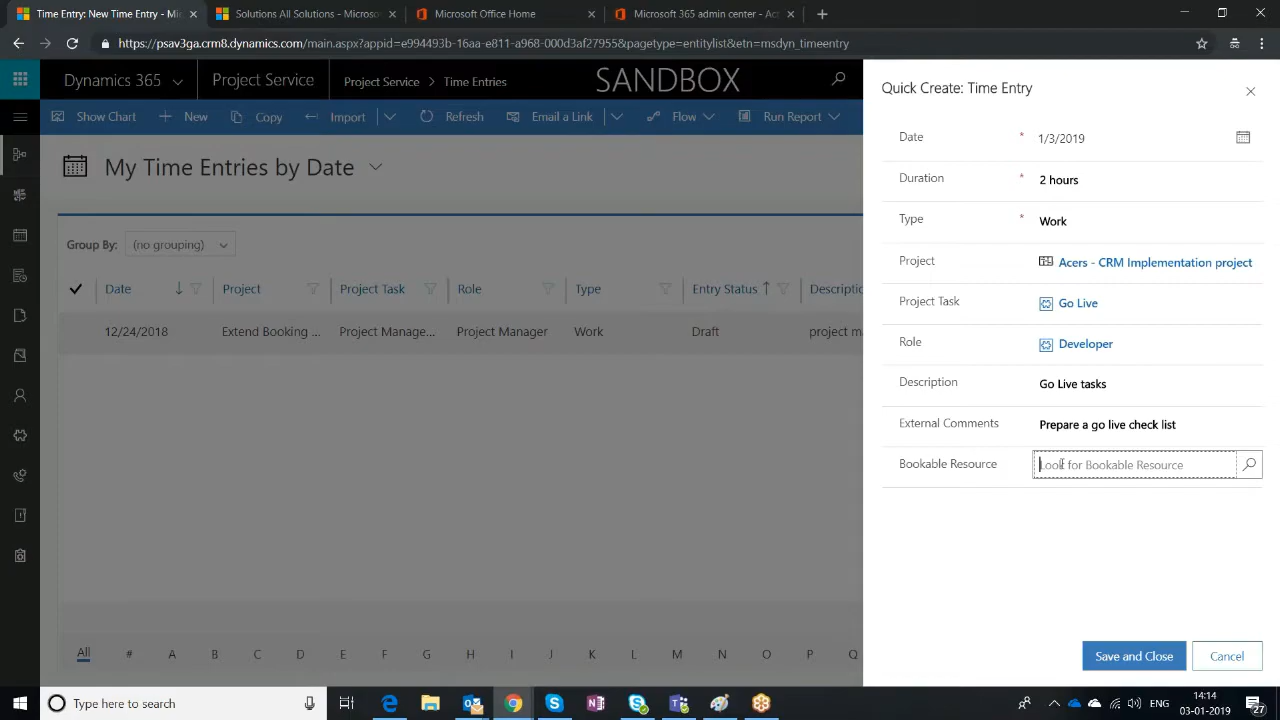 New Time Entry: Time Entry - Mic
Solutions All Solutions - Microsof
Microsoft Office Home
Microsoft 365 admin center - Ac
https://psav3ga.crm8.dynamics.com/main.aspx?appid=e994493b-16aa-e811-a968-000d3af27955&pagetype=entitylist&etn=msdyn_timeentry
Dynamics 365
Project Service
Project Service > Time Entries
SANDBOX
Show Chart
New
Copy
Import
Refresh
Email a Link
Flow
Run Report
My Time Entries by Date
Group By:
(no grouping)
Date
Project
Project Task
Role
Type
Entry Status
Descriptio
12/24/2018
Extend Booking ...
Project Manage...
Project Manager
Work
Draft
project m
All # A B C D E F G H I J K L M N O P Q
Quick Create: Time Entry
Date * 1/3/2019
Duration * 2 hours
Type * Work
Project Acers - CRM Implementation project
Project Task Go Live
Role Developer
Description Go Live tasks
External Comments Prepare a go live check list
Bookable Resource Look for Bookable Resource
Save and Close
Cancel
Type here to search
ENG
14:14
03-01-2019
27